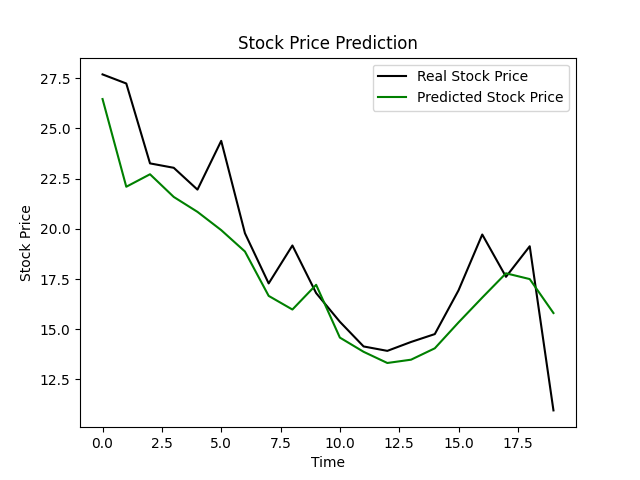 Stock Price Prediction
Real Stock Price
Predicted Stock Price
Stock Price
27.5
25.0
22.5
20.0
17.5
15.0
12.5
0.0 2.5 5.0 7.5 10.0 12.5 15.0 17.5
Time